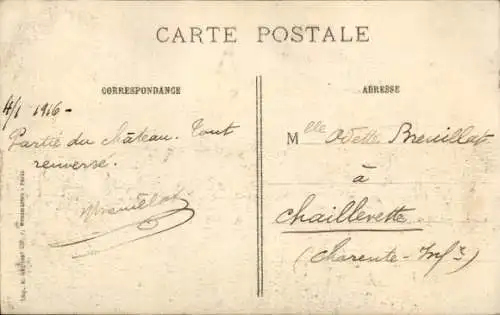 CARTE POSTALE
CORRESPONDANCE
4/1 1916 -
Partie du château. Tout
renversé.
ADRESSE
Mlle Odette Breuillat
à
Chaillevette
(Charente-Infre)